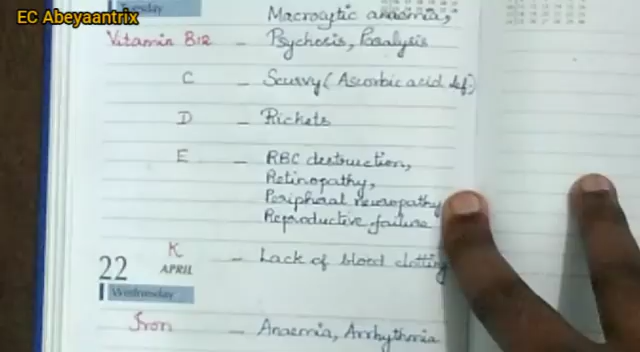 EC Abeyaantrix
Macrocytic anaemia,
Vitamin B12 - Psychosis, Paralysis
C - Scurvy (Ascorbic acid def.)
D - Rickets
E - RBC destruction,
Retinopathy,
Peripheral neuropathy
Reproductive failure
K - Lack of blood clotting
22 APRIL
Wednesday
Iron - Anaemia, Arrhythmia